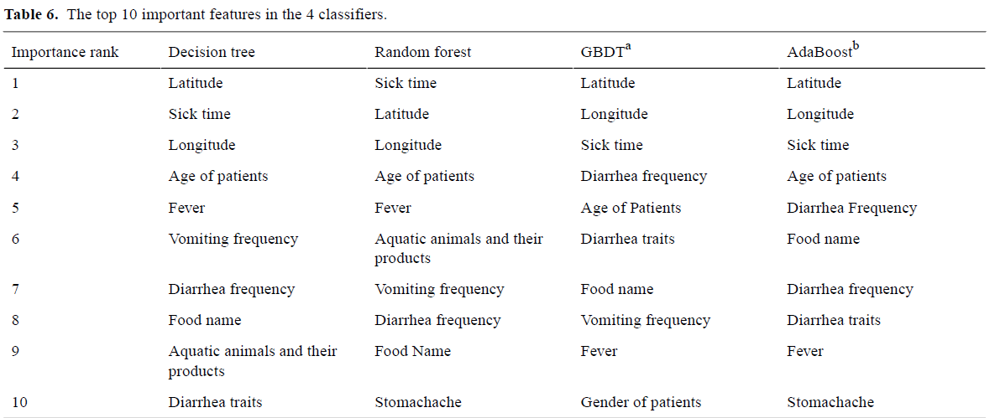 Table 6. The top 10 important features in the 4 classifiers.
Importance rank Decision tree Random forest GBDTa AdaBoostb
1 Latitude Sick time Latitude Latitude
2 Sick time Latitude Longitude Longitude
3 Longitude Longitude Sick time Sick time
4 Age of patients Age of patients Diarrhea frequency Age of patients
5 Fever Fever Age of Patients Diarrhea Frequency
6 Vomiting frequency Aquatic animals and their Diarrhea traits Food name
products
7 Diarrhea frequency Vomiting frequency Food name Diarrhea frequency
8 Food name Diarrhea frequency Vomiting frequency Diarrhea traits
9 Aquatic animals and their Food Name Fever Fever
products
10 Diarrhea traits Stomachache Gender of patients Stomachache